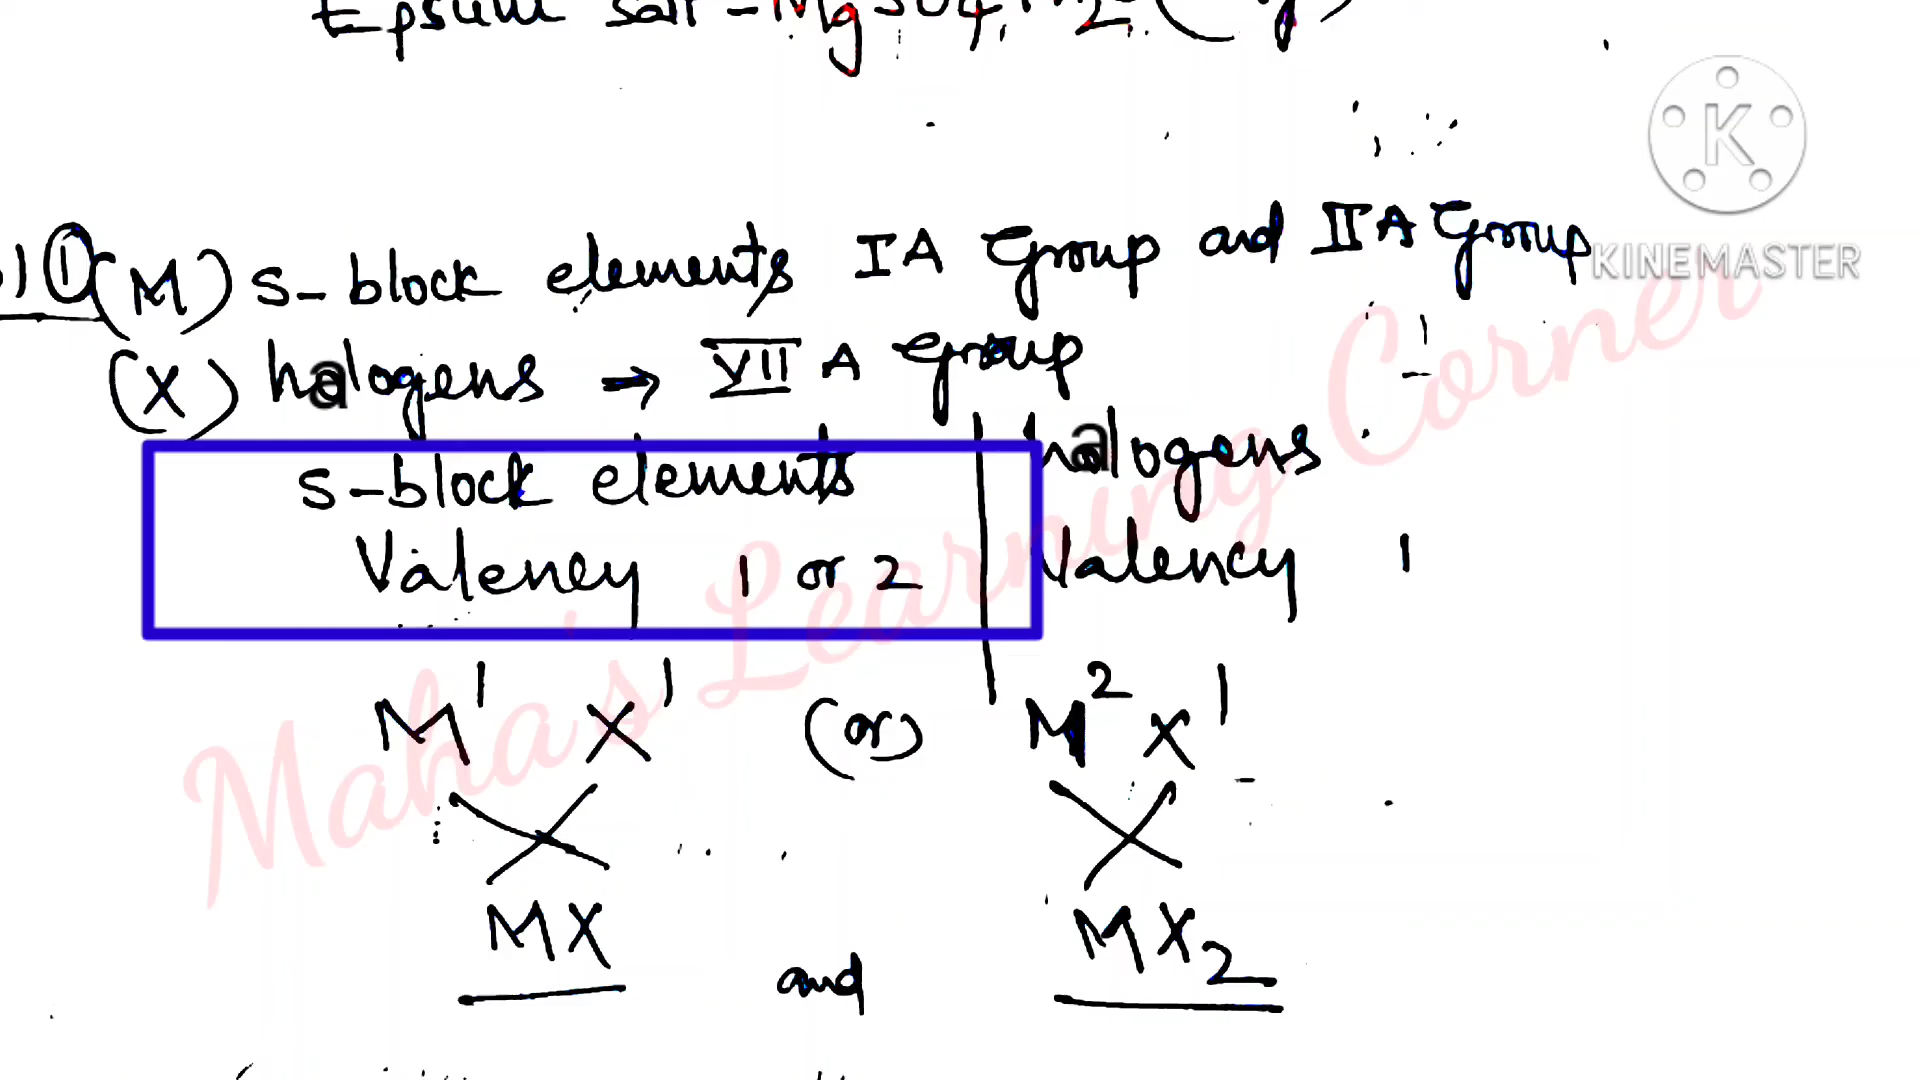 Epsum salt - MgSO4.
K
KINEMASTER
) ① (M) s-block elements IA Group and IIA Group
(X) halogens → VII A group
s-block elements | halogens
Valency 1 or 2 | Valency 1
M¹ X¹ (or) M² X¹
MX and MX₂
Maha's Learning Corner